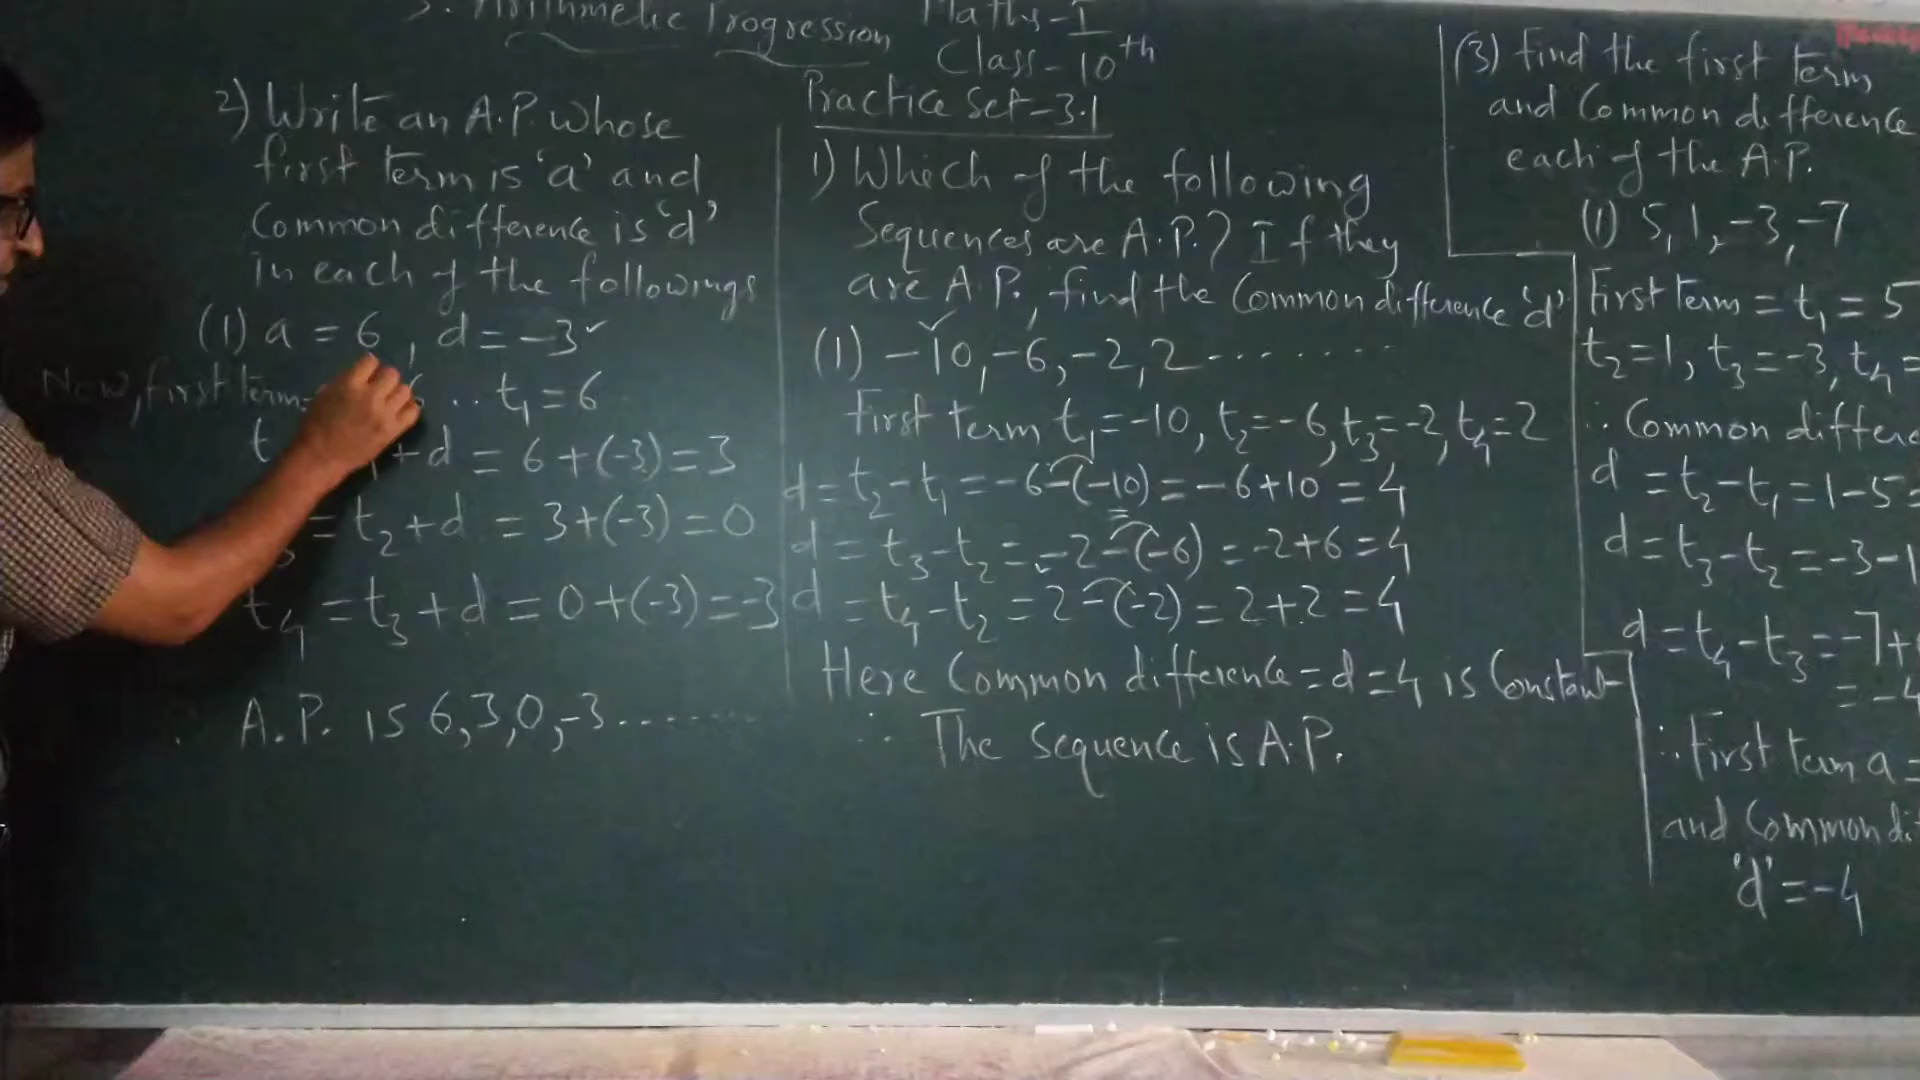 3. Arithmetic Progression
Maths-I
Class-10th
Practice Set-3.1
2) Write an A.P. whose
first term is 'a' and
Common difference is 'd'
in each of the followings
(1) a = 6, d = -3 ✓
Now, first term = 6 .. t₁ = 6
t +d = 6+(-3) = 3
₃ = t₂+d = 3+(-3) = 0
t₄ = t₃+d = 0+(-3) = -3
∴ A.P. is 6,3,0,-3.......
1) Which of the following
Sequences are A.P.? If they
are A.P., find the Common difference 'd'
(1) -10,-6,-2,2........
First term t₁=-10, t₂=-6, t₃=-2, t₄=2
d = t₂-t₁ = -6-(-10) = -6+10 = 4
d = t₃-t₂ = -2-(-6) = -2+6 = 4
d = t₄-t₂ = 2-(-2) = 2+2 = 4
Here Common difference = d = 4 is Constant
∴ The Sequence is A.P.
(3) find the first term
and Common difference
each of the A.P.
(1) 5, 1, -3, -7
First term = t₁ = 5
t₂=1, t₃=-3, t₄=
∴ Common differe
d = t₂-t₁ = 1-5 =
d = t₃-t₂ = -3-1
d = t₄-t₃ = -7+
= -4
∴ First term a =
and Common di
'd' = -4